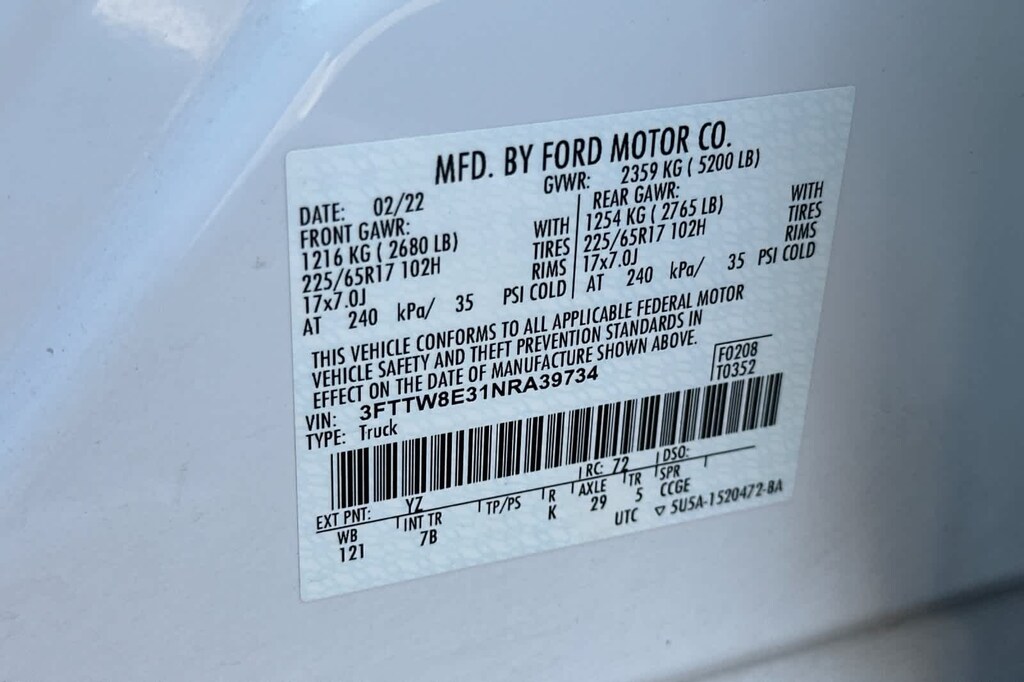 MFD. BY FORD MOTOR CO.
DATE: 02/22 GVWR: 2359 KG ( 5200 LB)
FRONT GAWR: REAR GAWR:
1216 KG ( 2680 LB) WITH 1254 KG ( 2765 LB) WITH
225/65R17 102H TIRES 225/65R17 102H TIRES
17x7.0J RIMS 17x7.0J RIMS
AT 240 kPa/ 35 PSI COLD AT 240 kPa/ 35 PSI COLD
THIS VEHICLE CONFORMS TO ALL APPLICABLE FEDERAL MOTOR
VEHICLE SAFETY AND THEFT PREVENTION STANDARDS IN
EFFECT ON THE DATE OF MANUFACTURE SHOWN ABOVE.
VIN: 3FTTW8E31NRA39734 F0208
TYPE: Truck T0352
EXT PNT: YZ RC: 72 DSO:
WB INT TR TP/PS R AXLE TR SPR
121 7B K 29 5 CCGE
UTC ▽ 5U5A-1520472-BA